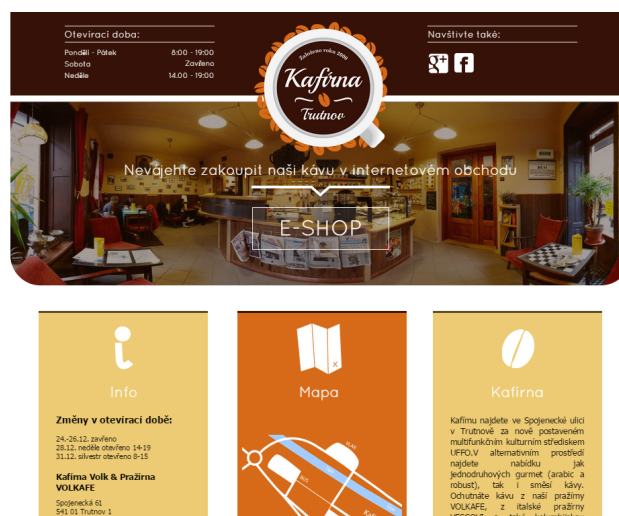 Otevírací doba:
Pondělí - Pátek 8:00 - 19:00
Sobota Zavřeno
Neděle 14.00 - 19:00
Založeno roku 2000
Kafírna
Trutnov
Navštivte také:
g+ f
Neváhejte zakoupit naši kávu v internetovém obchodu
E-SHOP
Info
Změny v otevírací době:
24.-26.12. zavřeno
28.12. neděle otevřeno 14-19
31.12. silvestr otevřeno 8-15
Kafírna Volk & Pražírna
VOLKAFE
Spojenecká 61
541 01 Trutnov 1
Mapa
X
Kafírna
Kafírnu najdete ve Spojenecké ulici
v Trutnově za nově postaveném
multifunkčním kulturním střediskem
UFFO.V alternativním prostředí
najdete nabídku jak
jednodruhových gurmet (arabic a
robust), tak i směsí kávy.
Ochutnáte kávu z naší pražírny
VOLKAFE, z italské pražírny